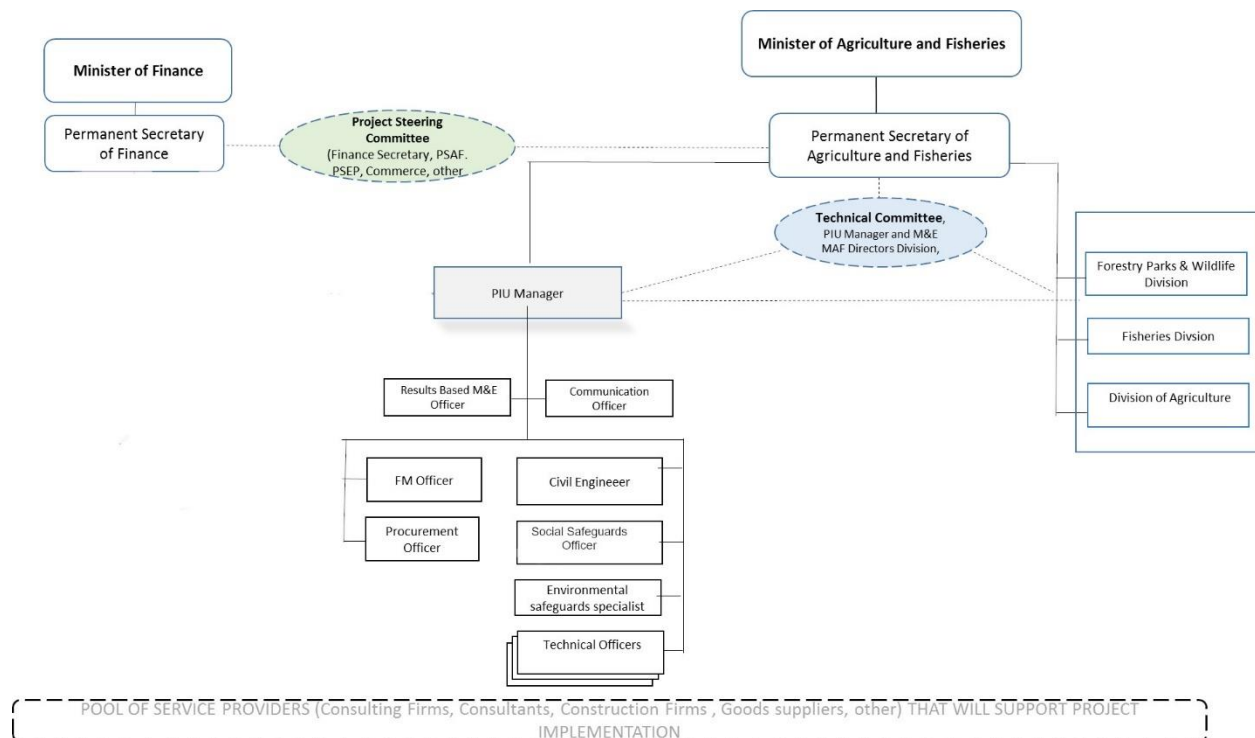 Minister of Agriculture and Fisheries
Minister of Finance
Permanent Secretary
of Finance
Project Steering
Committee
(Finance Secretary, PSAF.
PSEP, Commerce, other
Permanent Secretary of
Agriculture and Fisheries
Technical Committee,
PIU Manager and M&E
MAF Directors Division,
PIU Manager
Forestry Parks & Wildlife
Division
Fisheries Divsion
Division of Agriculture
Results Based M&E
Officer
Communication
Officer
FM Officer
Procurement
Officer
Civil Engineeer
Social Safeguards
Officer
Environmental
safeguards specialist
Technical Officers
POOL OF SERVICE PROVIDERS (Consulting Firms, Consultants, Construction Firms , Goods suppliers, other) THAT WILL SUPPORT PROJECT
IMPLEMENTATION